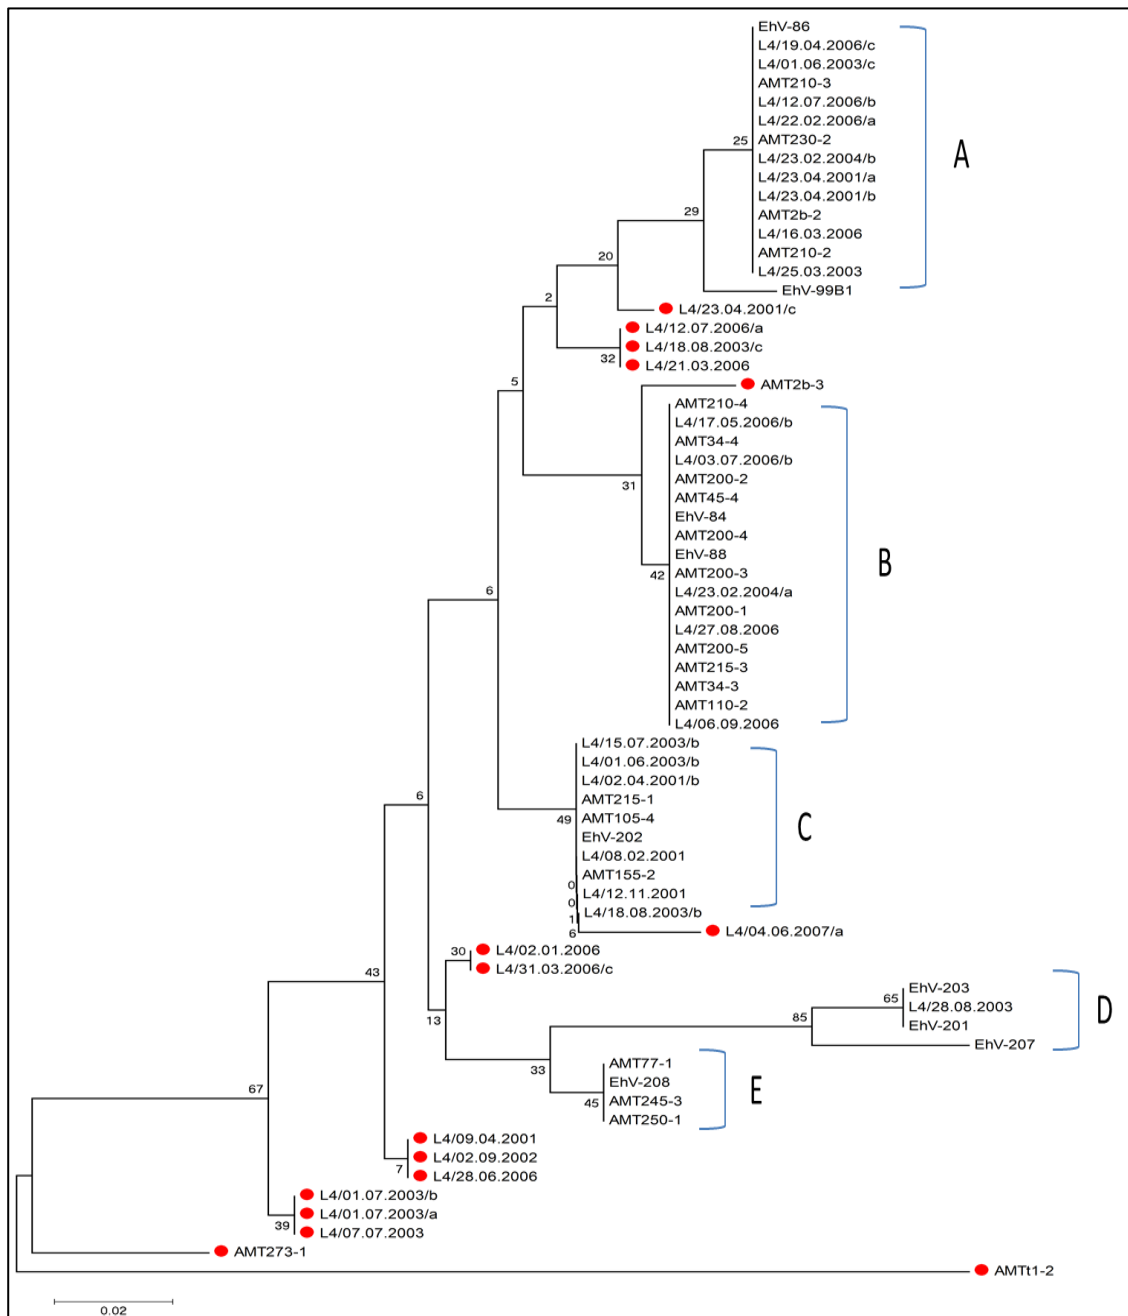 EhV-86
L4/19.04.2006/c
L4/01.06.2003/c
AMT210-3
L4/12.07.2006/b
L4/22.02.2006/a
AMT230-2
25
L4/23.02.2004/b
A
L4/23.04.2001/a
L4/23.04.2001/b
AMT2b-2
29
L4/16.03.2006
AMT210-2
20
L4/25.03.2003
EhV-99B1
2
L4/23.04.2001/c
L4/12.07.2006/a
L4/18.08.2003/c
32
L4/21.03.2006
5
AMT2b-3
AMT210-4
L4/17.05.2006/b
AMT34-4
L4/03.07.2006/b
AMT200-2
31
AMT45-4
EhV-84
AMT200-4
EhV-88
B
42
AMT200-3
L4/23.02.2004/a
6
AMT200-1
L4/27.08.2006
AMT200-5
AMT215-3
AMT34-3
AMT110-2
L4/06.09.2006
L4/15.07.2003/b
L4/01.06.2003/b
L4/02.04.2001/b
6
AMT215-1
49
AMT105-4
C
EhV-202
L4/08.02.2001
AMT155-2
0
L4/12.11.2001
0
L4/18.08.2003/b
1
6
L4/04.06.2007/a
30
L4/02.01.2006
L4/31.03.2006/c
43
EhV-203
65
L4/28.08.2003
D
13
85
EhV-201
EhV-207
AMT77-1
33
EhV-208
E
67
45
AMT245-3
AMT250-1
L4/09.04.2001
L4/02.09.2002
7
L4/28.06.2006
L4/01.07.2003/b
L4/01.07.2003/a
39
L4/07.07.2003
AMT273-1
AMTt1-2
0.02